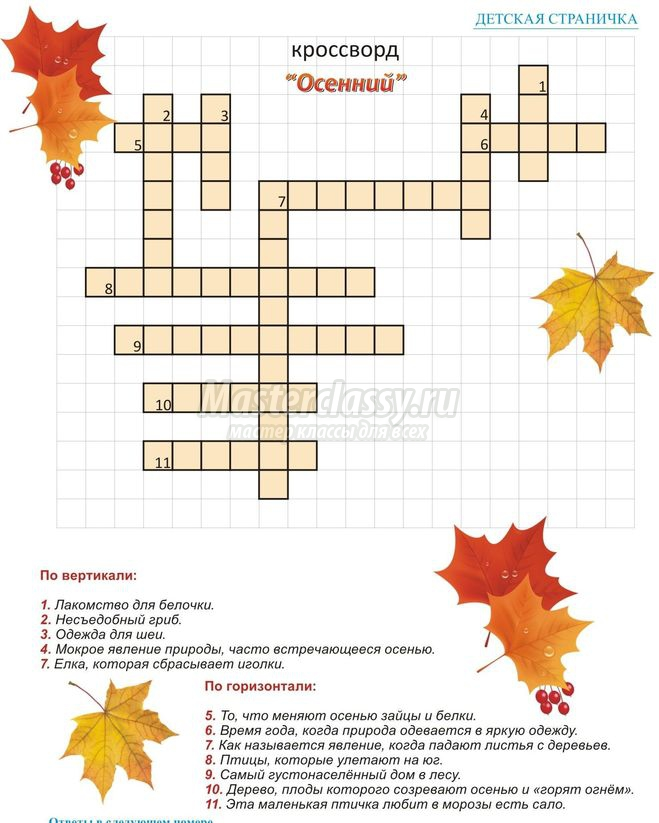 ДЕТСКАЯ СТРАНИЧКА
кроссворд
“Осенний”
1
2
3
4
5
6
7
8
9
10
11
Masterclassy.ru
мастер классы для всех
По вертикали:
1. Лакомство для белочки.
2. Несъедобный гриб.
3. Одежда для шеи.
4. Мокрое явление природы, часто встречающееся осенью.
7. Елка, которая сбрасывает иголки.
По горизонтали:
5. То, что меняют осенью зайцы и белки.
6. Время года, когда природа одевается в яркую одежду.
7. Как называется явление, когда падают листья с деревьев.
8. Птицы, которые улетают на юг.
9. Самый густонаселённый дом в лесу.
10. Дерево, плоды которого созревают осенью и «горят огнём».
11. Эта маленькая птичка любит в морозы есть сало.
Ответы в следующем номере